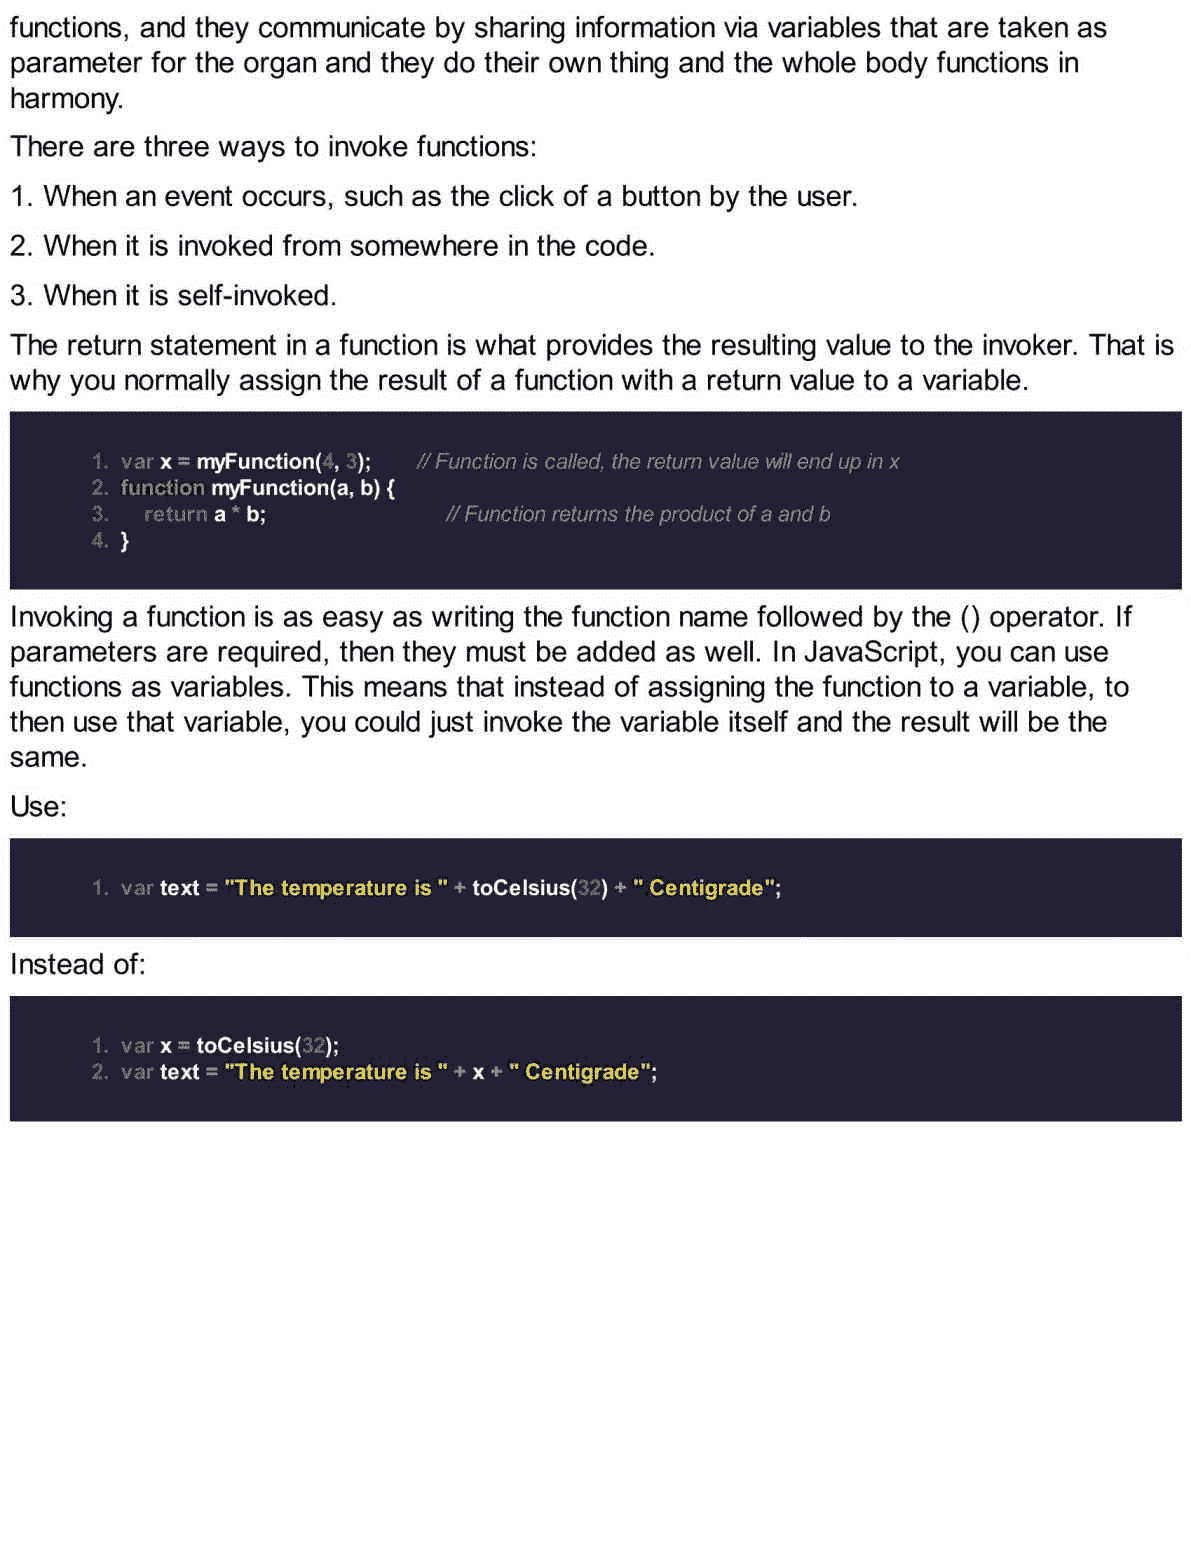 functions, and they communicate by sharing information via variables that are taken as
parameter for the organ and they do their own thing and the whole body functions in
harmony.
There are three ways to invoke functions:
1. When an event occurs, such as the click of a button by the user.
2. When it is invoked from somewhere in the code.
3. When it is self-invoked.
The return statement in a function is what provides the resulting value to the invoker. That is
why you normally assign the result of a function with a return value to a variable.
1. var x = myFunction(4, 3); // Function is called, the return value will end up in x
2. function myFunction(a, b) {
3. return a * b; // Function returns the product of a and b
4. }
Invoking a function is as easy as writing the function name followed by the () operator. If
parameters are required, then they must be added as well. In JavaScript, you can use
functions as variables. This means that instead of assigning the function to a variable, to
then use that variable, you could just invoke the variable itself and the result will be the
same.
Use:
1. var text = "The temperature is " + toCelsius(32) + " Centigrade";
Instead of:
1. var x = toCelsius(32);
2. var text = "The temperature is " + x + " Centigrade";